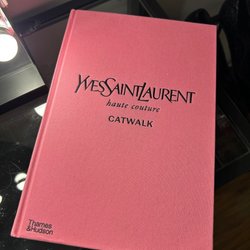 YVESSAINTLAURENT
haute couture
CATWALK
Thames
&Hudson